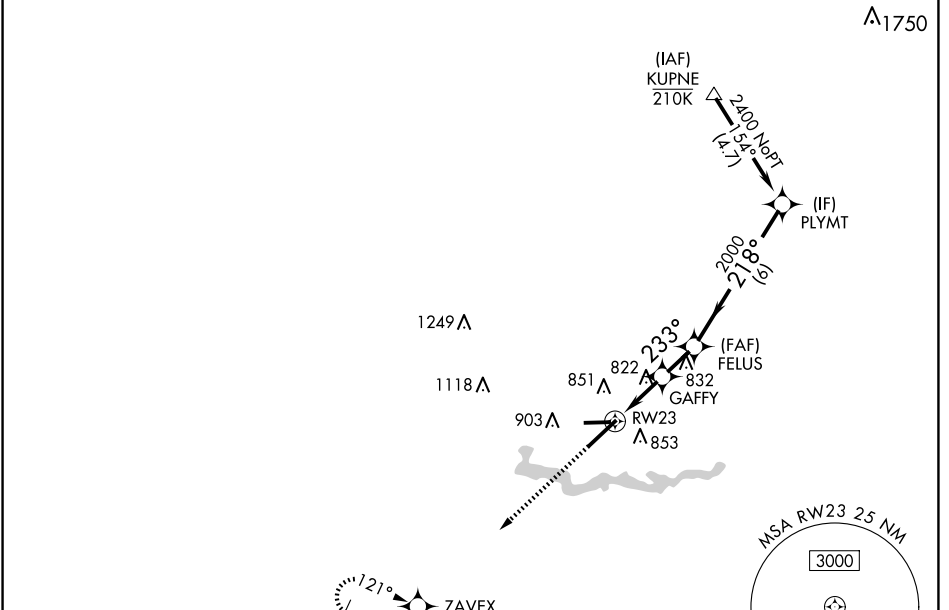 1750
(IAF)
KUPNE
210K
2400 NoPT
154°
(4.7)
(IF)
PLYMT
2000
218°
(6)
1249
233°
(FAF)
FELUS
822
832
1118
851
GAFFY
903
RW23
853
MSA RW23 25 NM
3000
121°
ZAVEX